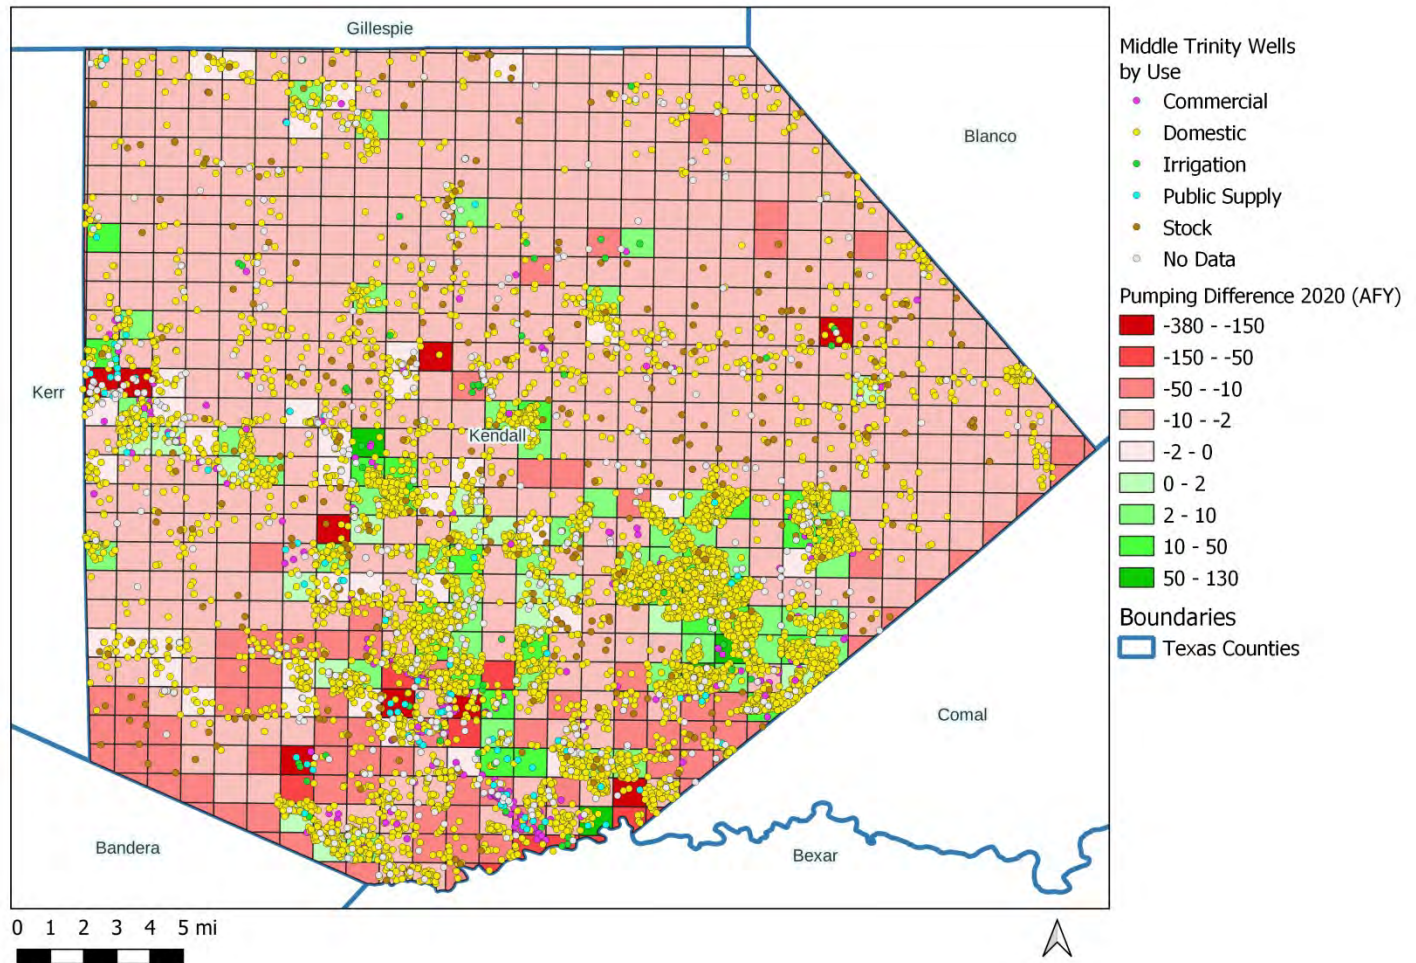 Gillespie
Blanco
Kerr
Kendall
Comal
Bandera
Bexar
0 1 2 3 4 5 mi
Middle Trinity Wells
by Use
Commercial
Domestic
Irrigation
Public Supply
Stock
No Data
Pumping Difference 2020 (AFY)
-380 - -150
-150 - -50
-50 - -10
-10 - -2
-2 - 0
0 - 2
2 - 10
10 - 50
50 - 130
Boundaries
Texas Counties